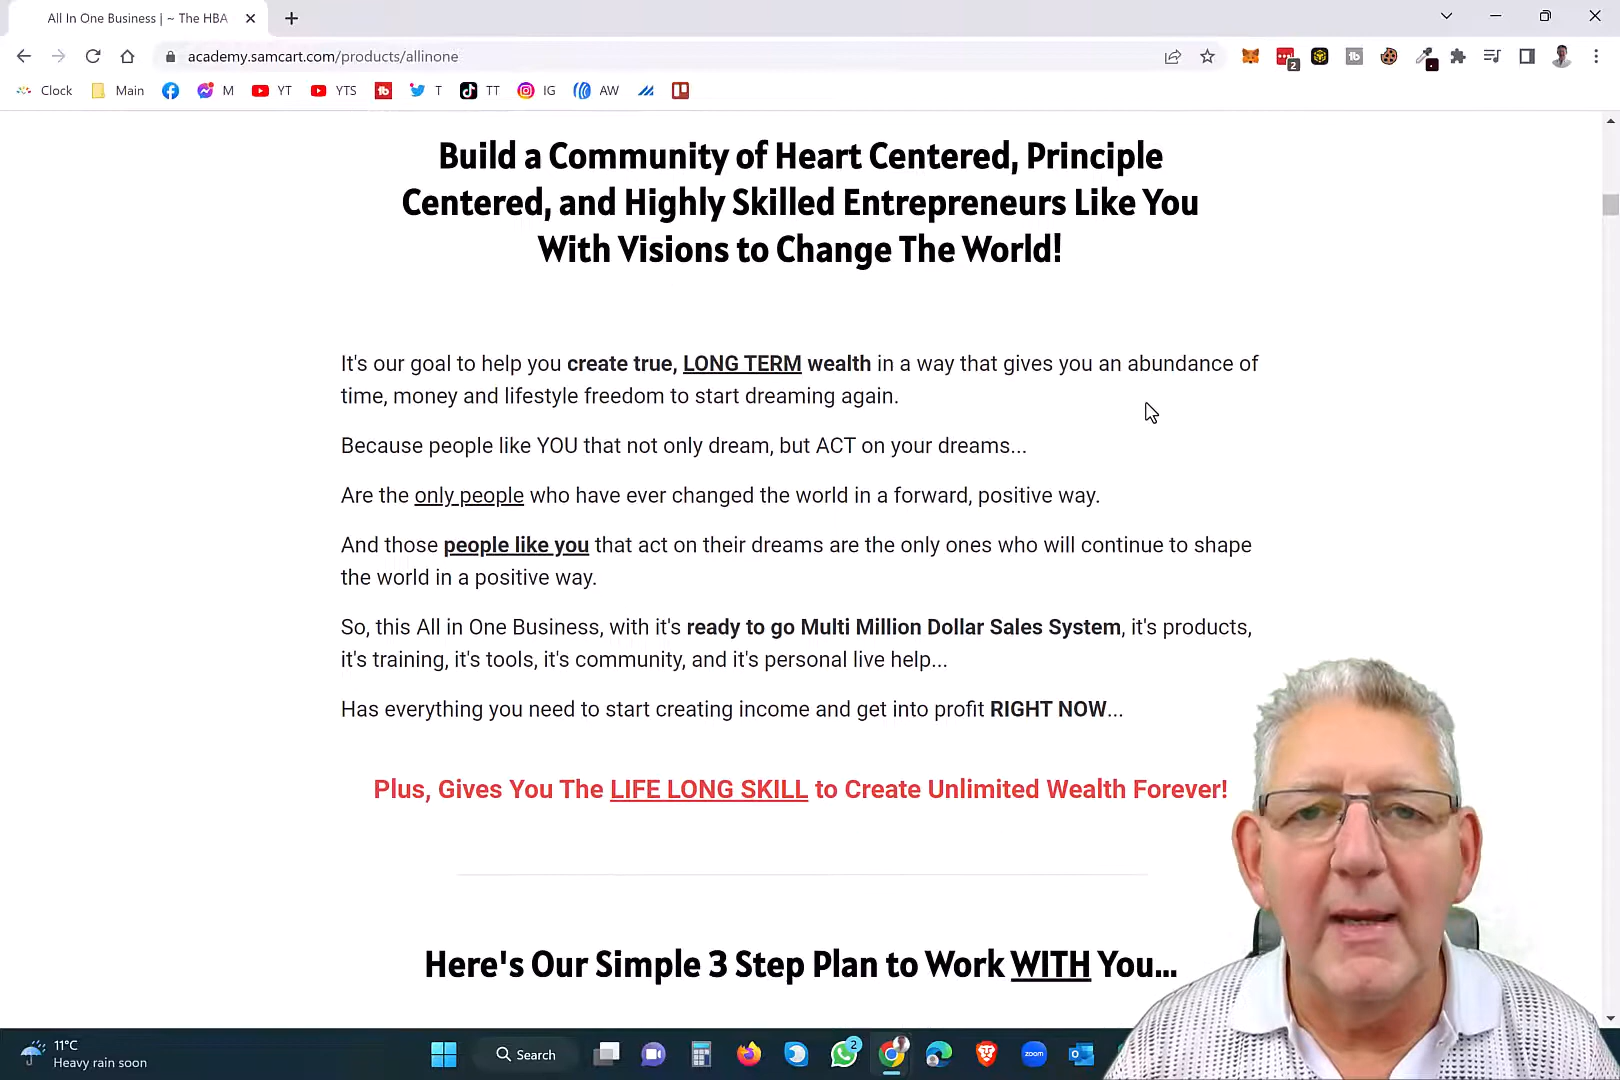 All In One Business | ~ The HBA
academy.samcart.com/products/allinone
2
Clock
Main
M
YT
YTS
tb
T
TT
IG
AW
Build a Community of Heart Centered, Principle
Centered, and Highly Skilled Entrepreneurs Like You
With Visions to Change The World!
It's our goal to help you create true, LONG TERM wealth in a way that gives you an abundance of
time, money and lifestyle freedom to start dreaming again.
Because people like YOU that not only dream, but ACT on your dreams...
Are the only people who have ever changed the world in a forward, positive way.
And those people like you that act on their dreams are the only ones who will continue to shape
the world in a positive way.
So, this All in One Business, with it's ready to go Multi Million Dollar Sales System, it's products,
it's training, it's tools, it's community, and it's personal live help...
Has everything you need to start creating income and get into profit RIGHT NOW...
Plus, Gives You The LIFE LONG SKILL to Create Unlimited Wealth Forever!
Here's Our Simple 3 Step Plan to Work WITH You...
11°C
Heavy rain soon
Search
2
zoom